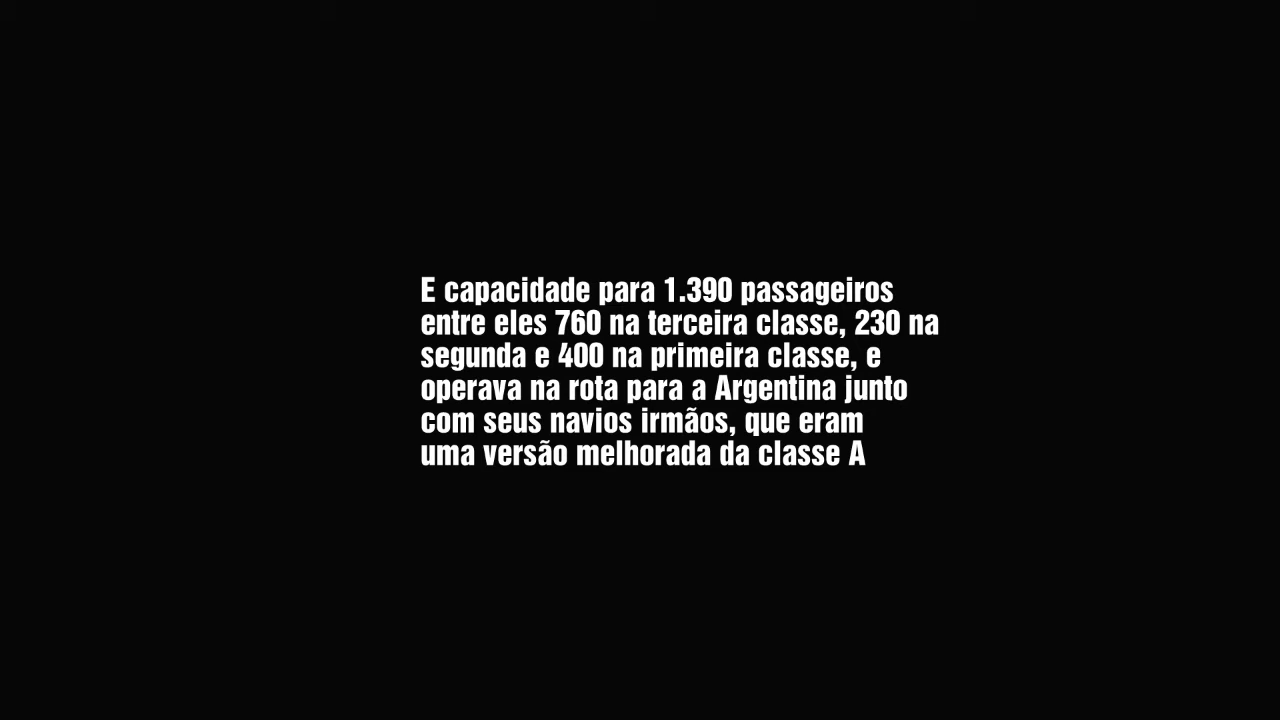 E capacidade para 1.390 passageiros
entre eles 760 na terceira classe, 230 na
segunda e 400 na primeira classe, e
operava na rota para a Argentina junto
com seus navios irmãos, que eram
uma versão melhorada da classe A